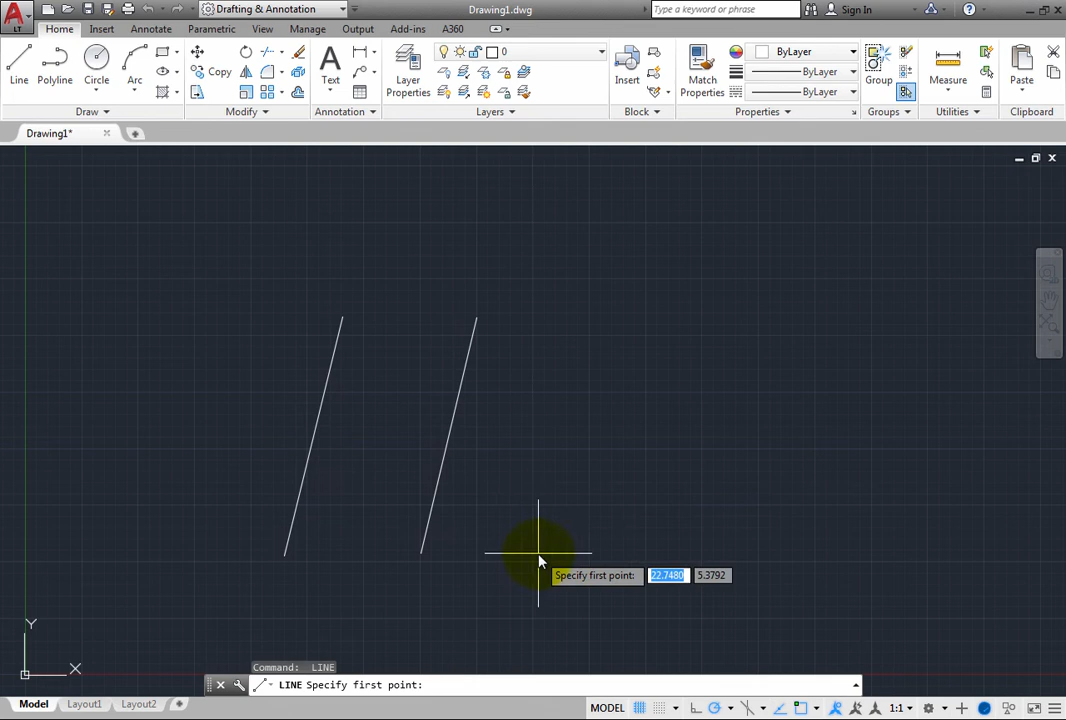 Drafting & Annotation
Drawing1.dwg
Type a keyword or phrase
Sign In
LT
Home
Insert
Annotate
Parametric
View
Manage
Output
Add-ins
A360
Line
Polyline
Circle
Arc
Copy
Text
Layer
Properties
0
Insert
Match
Properties
ByLayer
ByLayer
ByLayer
Group
Measure
Paste
Draw
Modify
Annotation
Layers
Block
Properties
Groups
Utilities
Clipboard
Drawing1*
Specify first point:
22.7480
5.3792
Y
X
Command: LINE
LINE Specify first point:
Model
Layout1
Layout2
MODEL
1:1